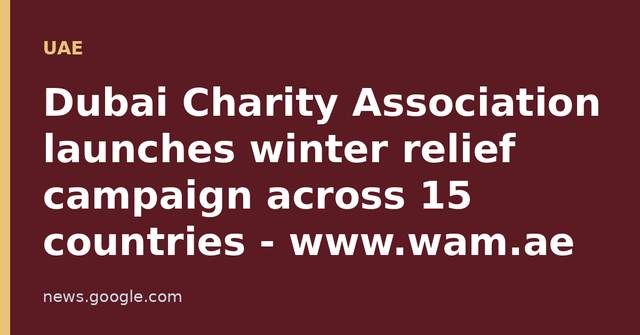 UAE
Dubai Charity Association
launches winter relief
campaign across 15
countries - www.wam.ae
news.google.com